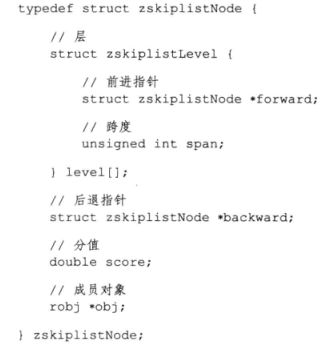 typedef struct zskiplistNode {
// 层
struct zskiplistLevel {
// 前进指针
struct zskiplistNode *forward;
// 跨度
unsigned int span;
} level[];
// 后退指针
struct zskiplistNode *backward;
// 分值
double score;
// 成员对象
robj *obj;
} zskiplistNode;